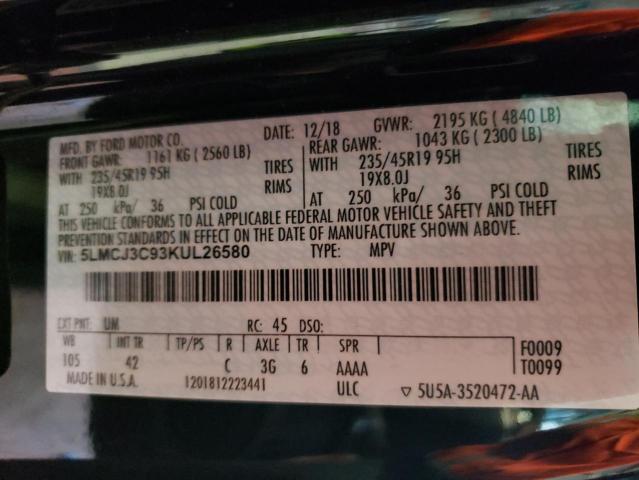 MFD. BY FORD MOTOR CO. DATE: 12/18 GVWR: 2195 KG ( 4840 LB)
FRONT GAWR: 1161 KG ( 2560 LB) REAR GAWR: 1043 KG ( 2300 LB)
WITH 235/45R19 95H TIRES WITH 235/45R19 95H TIRES
19X8.0J RIMS 19X8.0J RIMS
AT 250 kPa/ 36 PSI COLD AT 250 kPa/ 36 PSI COLD
THIS VEHICLE CONFORMS TO ALL APPLICABLE FEDERAL MOTOR VEHICLE SAFETY AND THEFT
PREVENTION STANDARDS IN EFFECT ON THE DATE OF MANUFACTURE SHOWN ABOVE.
VIN: 5LMCJ3C93KUL26580 TYPE: MPV
EXT PNT: UM RC: 45 DSO:
WB INT TR TP/PS R AXLE TR SPR F0009
105 42 C 3G 6 AAAA T0099
MADE IN U.S.A. 1201812223441 ULC ▽ 5U5A-3520472-AA